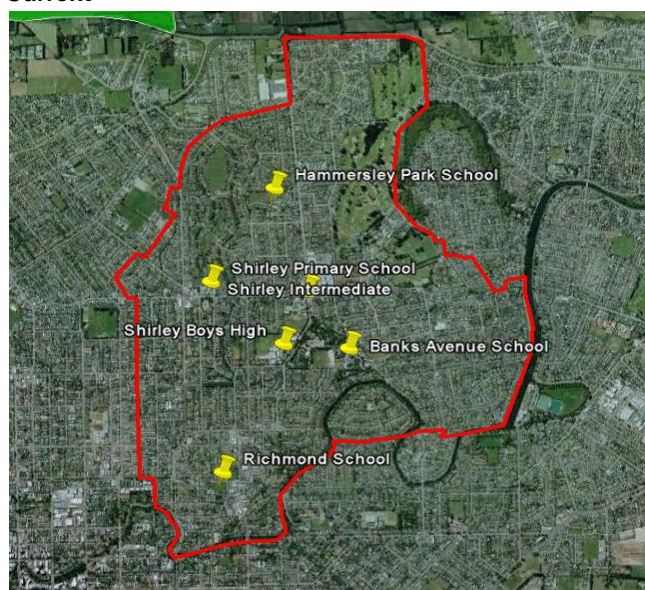 Current
Hammersley Park School
Shirley Primary School
Shirley Intermediate
Shirley Boys High
Banks Avenue School
Richmond School